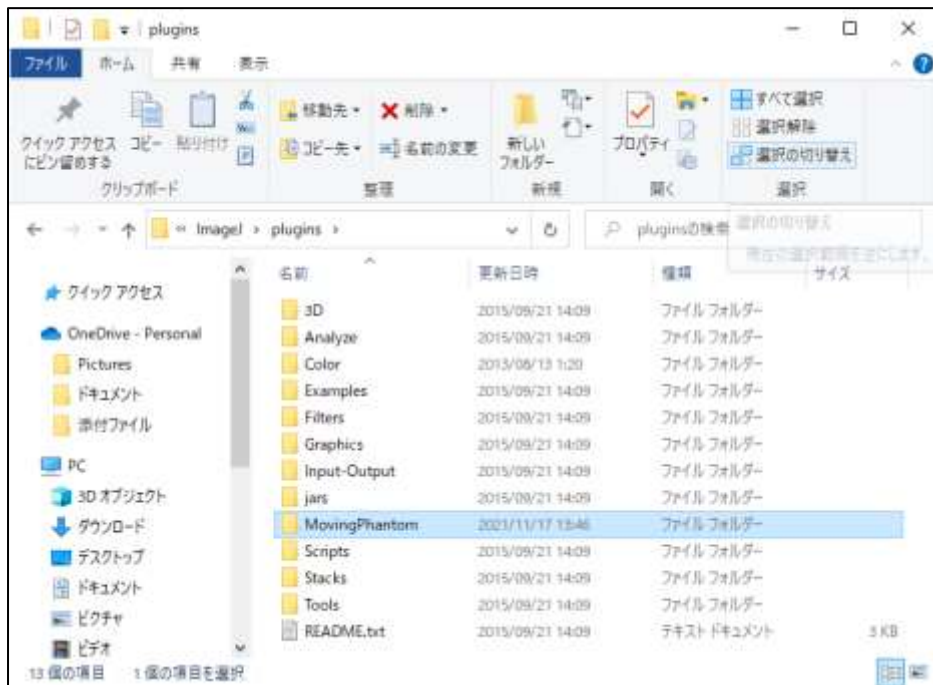 plugins
ファイル ホーム 共有 表示
クイック アクセス
にピン留めする
コピー 貼り付け
移動先 削除
コピー先 名前の変更
新しい
フォルダー
プロパティ
すべて選択
選択解除
選択の切り替え
クリップボード 整理 新規 開く 選択
ImageJ › plugins ›
pluginsの検索
選択の切り替え
現在の選択範囲を逆にします。
名前 更新日時 種類 サイズ
クイック アクセス
OneDrive - Personal
Pictures
ドキュメント
添付ファイル
PC
3D オブジェクト
ダウンロード
デスクトップ
ドキュメント
ピクチャ
ビデオ
3D 2015/09/21 14:09 ファイル フォルダー
Analyze 2015/09/21 14:09 ファイル フォルダー
Color 2013/08/13 1:20 ファイル フォルダー
Examples 2015/09/21 14:09 ファイル フォルダー
Filters 2015/09/21 14:09 ファイル フォルダー
Graphics 2015/09/21 14:09 ファイル フォルダー
Input-Output 2015/09/21 14:09 ファイル フォルダー
jars 2015/09/21 14:09 ファイル フォルダー
MovingPhantom 2021/11/17 13:46 ファイル フォルダー
Scripts 2015/09/21 14:09 ファイル フォルダー
Stacks 2015/09/21 14:09 ファイル フォルダー
Tools 2015/09/21 14:09 ファイル フォルダー
README.txt 2015/09/21 14:09 テキスト ドキュメント 3 KB
13 個の項目 1 個の項目を選択